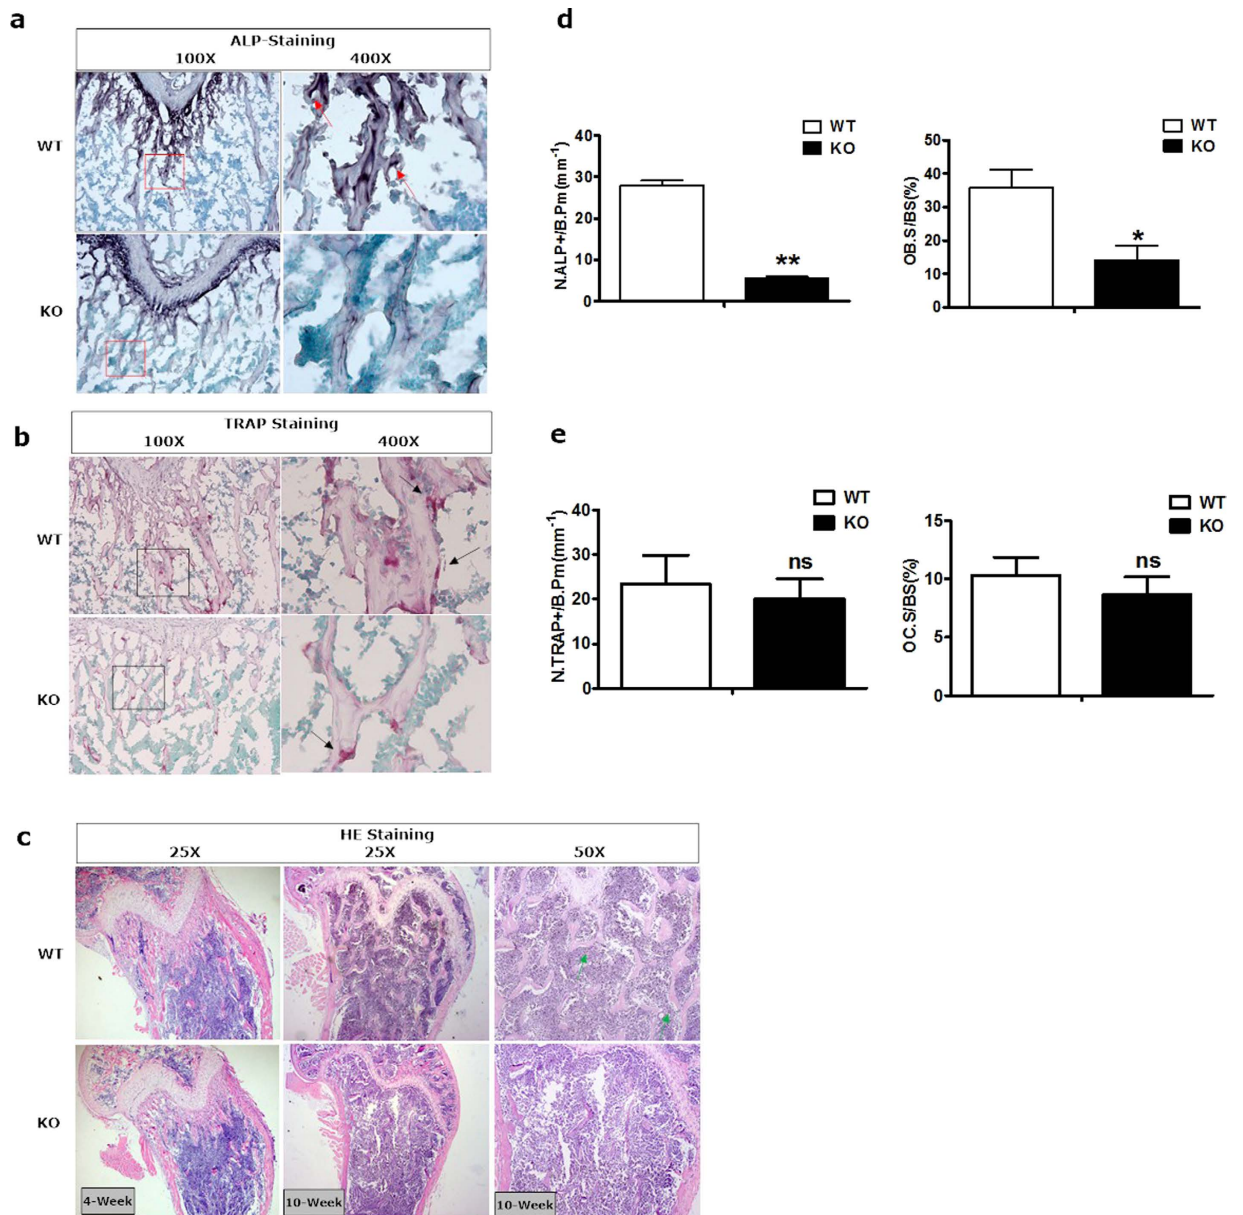 a
ALP-Staining
100X 400X
WT
KO
b
TRAP Staining
100X 400X
WT
KO
c
HE Staining
25X 25X 50X
WT
KO
4-Week 10-Week 10-Week
d
WT
KO
N.ALP+/B.Pm(mm-1)
40
30
20
10
0
**
WT
KO
OB.S/BS(%)
50
40
30
20
10
0
*
e
WT
KO
N.TRAP+/B.Pm(mm-1)
40
30
20
10
0
ns
WT
KO
OC.S/BS(%)
15
10
5
0
ns